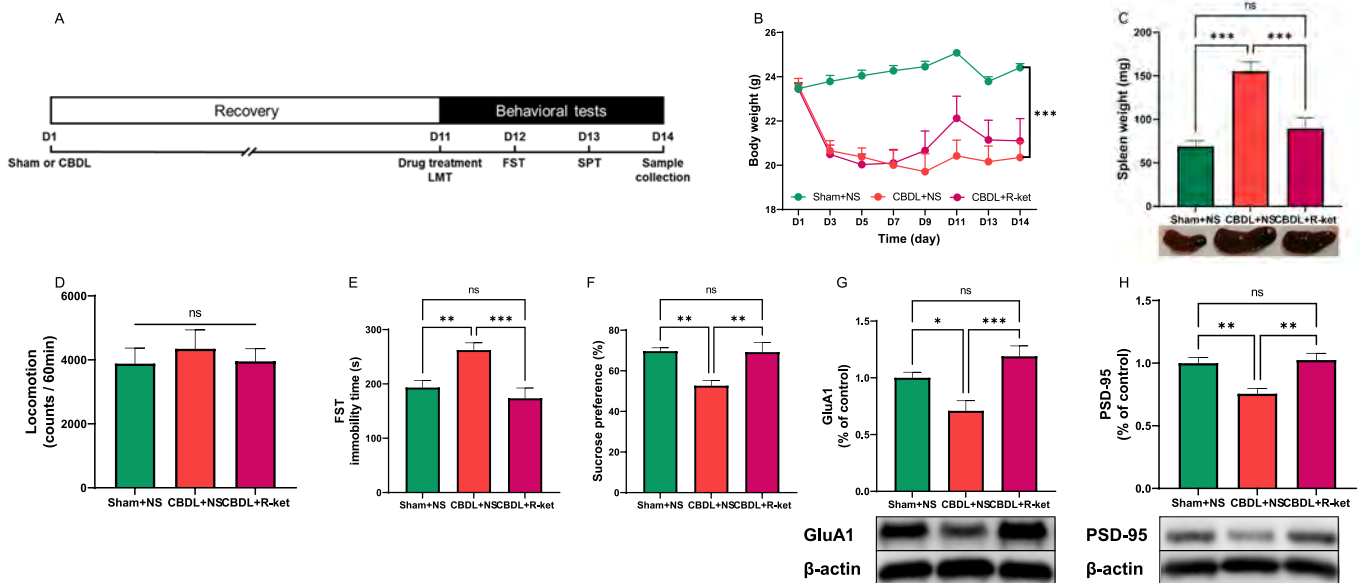 A
Recovery
Behavioral tests
D1
D11
D12
D13
D14
Sham or CBDL
Drug treatment
LMT
FST
SPT
Sample
collection
B
Body weight (g)
26
24
22
20
18
***
Sham+NS
CBDL+NS
CBDL+R-ket
D1 D3 D5 D7 D9 D11 D13 D14
Time (day)
C
ns
***
***
Spleen weight (mg)
200
150
100
50
0
Sham+NS CBDL+NS CBDL+R-ket
D
Locomotion
(counts / 60min)
6000
4000
2000
0
ns
Sham+NS CBDL+NS CBDL+R-ket
E
ns
**
***
FST
immobility time (s)
300
200
100
0
Sham+NS CBDL+NS CBDL+R-ket
F
ns
**
**
Sucrose preference (%)
80
60
40
20
0
Sham+NS CBDL+NS CBDL+R-ket
G
ns
*
***
GluA1
(% of control)
1.5
1.0
0.5
0.0
Sham+NS CBDL+NS CBDL+R-ket
GluA1
β-actin
H
ns
**
**
PSD-95
(% of control)
1.5
1.0
0.5
0.0
Sham+NS CBDL+NS CBDL+R-ket
PSD-95
β-actin